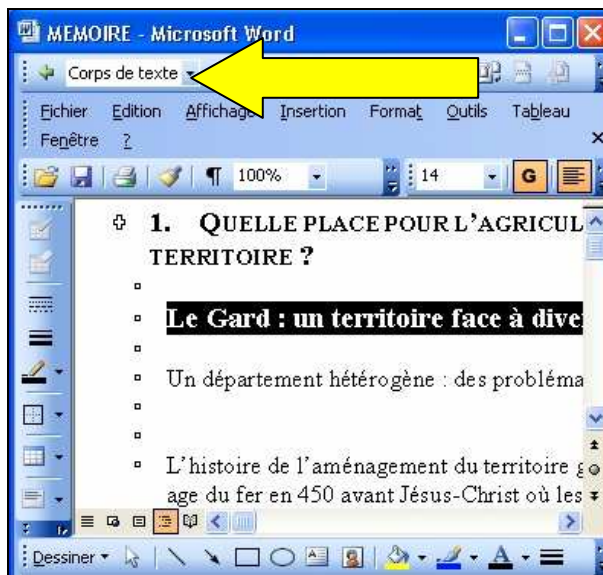 MEMOIRE - Microsoft Word
Corps de texte
Fichier Edition Affichage Insertion Format Outils Tableau
Fenêtre ?
¶ 100% 14 G
1. QUELLE PLACE POUR L'AGRICUL
TERRITOIRE ?
Le Gard : un territoire face à dive
Un département hétérogène : des probléma
L'histoire de l'aménagement du territoire g
age du fer en 450 avant Jésus-Christ où les
Dessiner